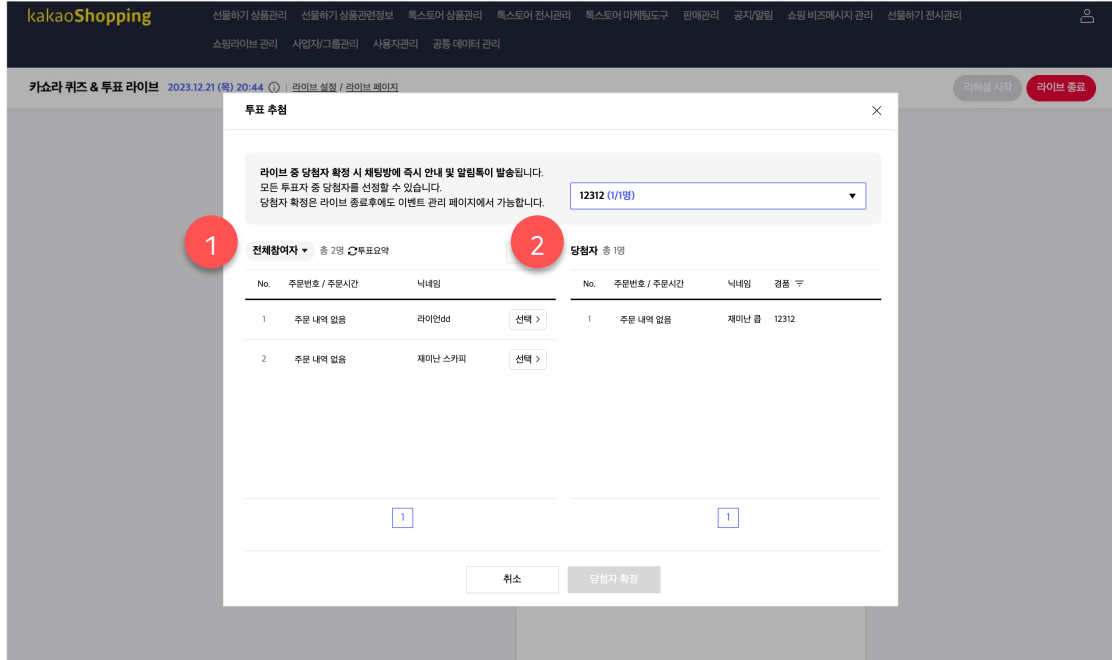 kakaoShopping 선물하기 상품관리 선물하기 상품관련정보 톡스토어 상품관리 톡스토어 전시관리 톡스토어 마케팅도구 판매관리 공지/알림 쇼핑 비즈메시지 관리 선물하기 전시관리
쇼핑라이브 관리 사업자/그룹관리 사용자관리 공통 데이터 관리
카쇼라 퀴즈 & 투표 라이브 2023.12.21 (목) 20:44 라이브 설정 / 라이브 페이지 리허설 시작 라이브 종료
투표 추첨
라이브 중 당첨자 확정 시 채팅방에 즉시 안내 및 알림톡이 발송됩니다.
모든 투표자 중 당첨자를 선정할 수 있습니다.
당첨자 확정은 라이브 종료후에도 이벤트 관리 페이지에서 가능합니다.
12312 (1/1명)
1 전체참여자 총 2명 투표요약
No. 주문번호 / 주문시간 닉네임
1 주문 내역 없음 라이언dd 선택 >
2 주문 내역 없음 재미난 스카피 선택 >
1
2 당첨자 총 1명
No. 주문번호 / 주문시간 닉네임 경품
1 주문 내역 없음 재미난 콥 12312
1
취소 당첨자 확정